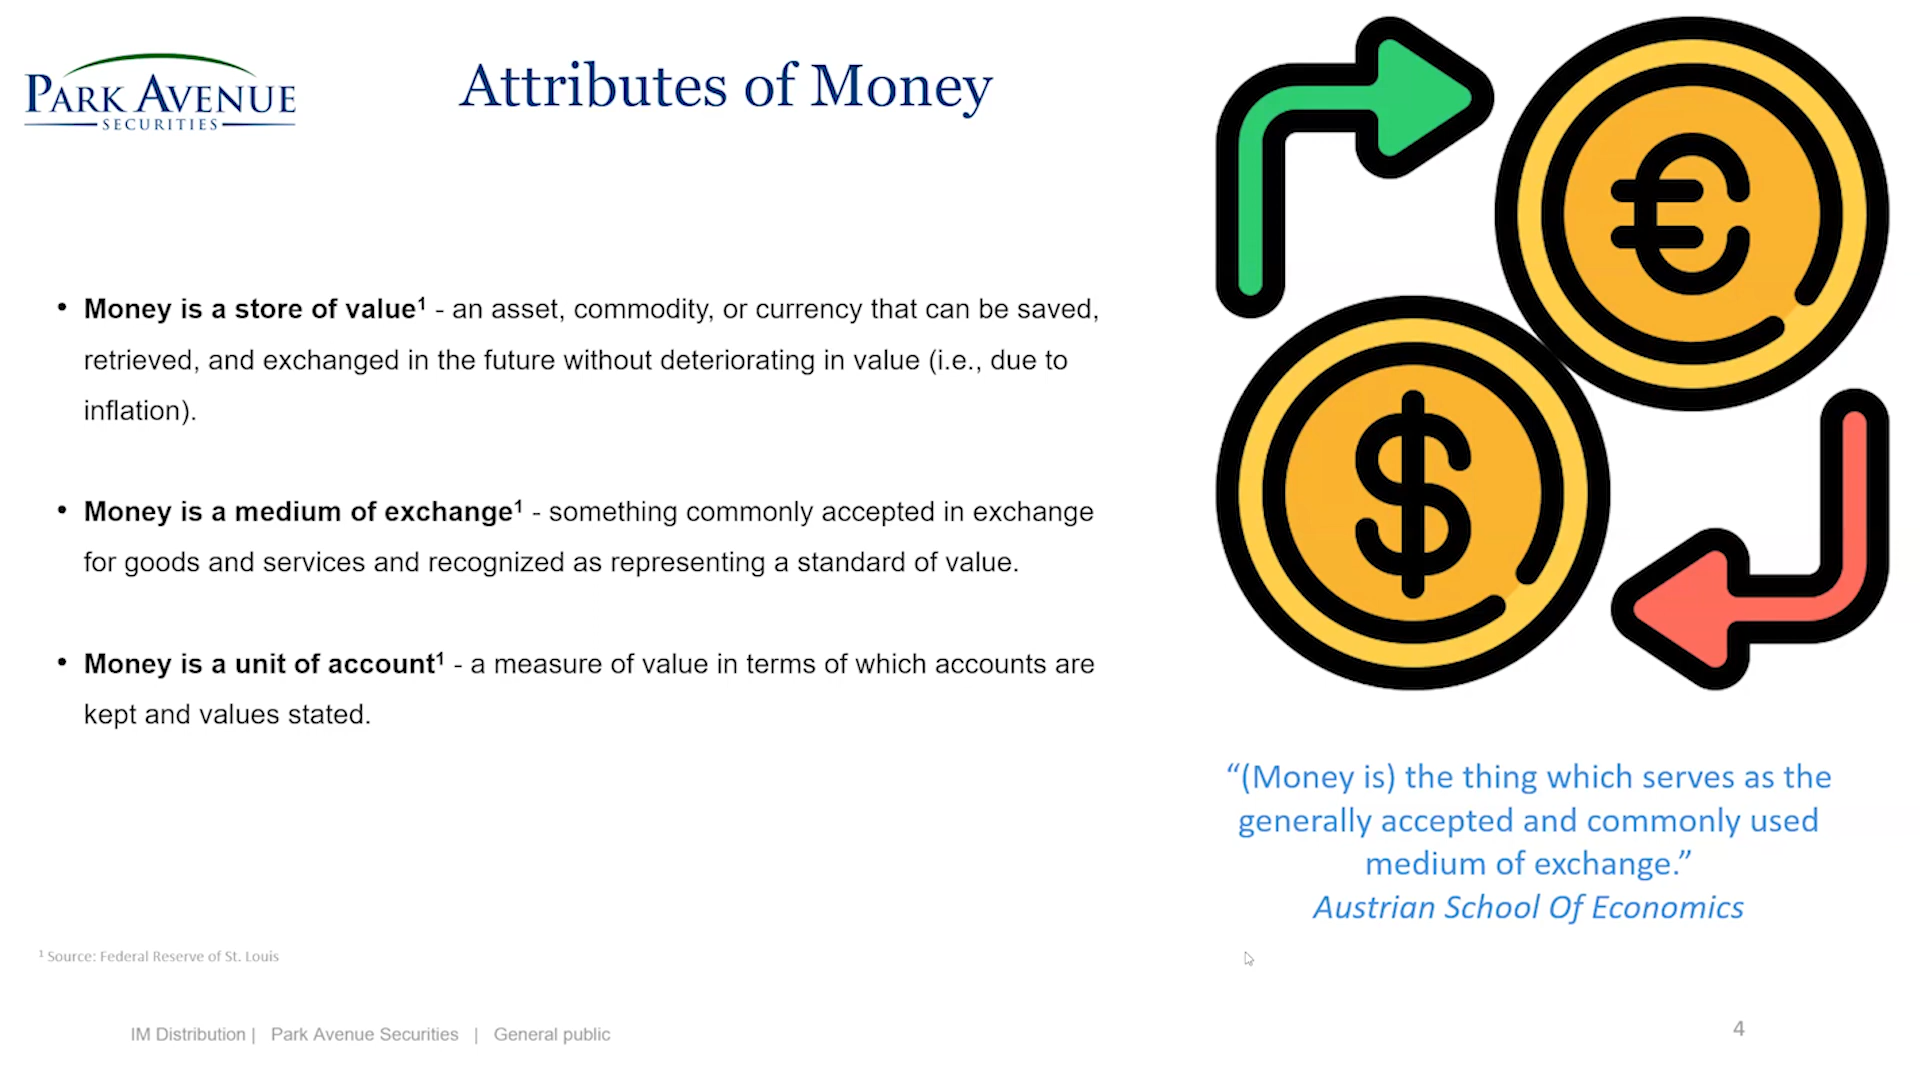 PARK AVENUE
SECURITIES
Attributes of Money
• Money is a store of value¹ - an asset, commodity, or currency that can be saved,
retrieved, and exchanged in the future without deteriorating in value (i.e., due to
inflation).
• Money is a medium of exchange¹ - something commonly accepted in exchange
for goods and services and recognized as representing a standard of value.
• Money is a unit of account¹ - a measure of value in terms of which accounts are
kept and values stated.
€
$
“(Money is) the thing which serves as the
generally accepted and commonly used
medium of exchange.”
Austrian School Of Economics
¹ Source: Federal Reserve of St. Louis
IM Distribution | Park Avenue Securities | General public
4